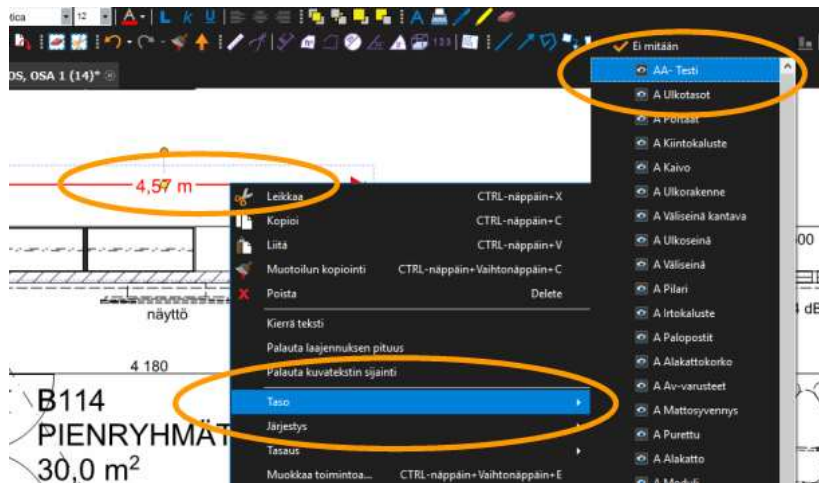 tica 12 A L k U A
123
OS, OSA 1 (14)*
Ei mitään
AA- Testi
A Ulkotasot
A Portaat
A Kiintokaluste
A Kaivo
A Ulkorakenne
A Väliseinä kantava
A Ulkoseinä
A Väliseinä
A Pilari
A Irtokaluste
A Palopostit
A Alakattokorko
A Av-varusteet
A Mattosyvennys
A Purettu
A Alakatto
A Moduli
4,57 m
Leikkaa CTRL-näppäin+X
Kopioi CTRL-näppäin+C
Liitä CTRL-näppäin+V
Muotoilun kopiointi CTRL-näppäin+Vaihtonäppäin+C
Poista Delete
Kierrä teksti
Palauta laajennuksen pituus
Palauta kuvatekstin sijainti
Taso
Järjestys
Tasaus
Muokkaa toimintoa... CTRL-näppäin+Vaihtonäppäin+E
näyttö
4 180
B114
PIENRYHMÄT
30,0 m²
00
dB